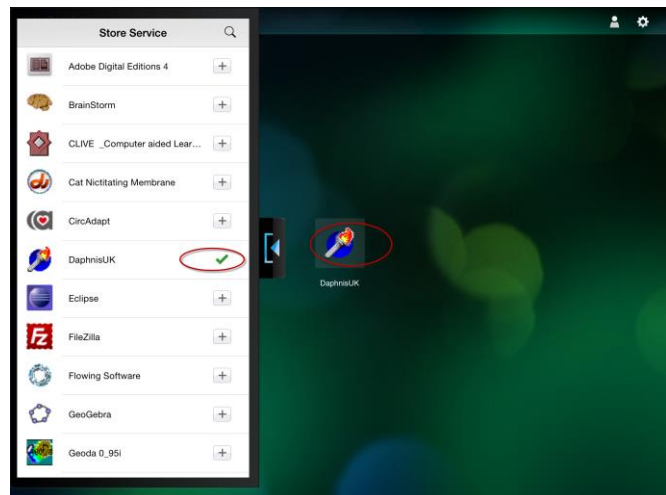 Store Service
Adobe Digital Editions 4
BrainStorm
CLIVE _Computer aided Lear...
Cat Nictitating Membrane
CircAdapt
DaphnisUK
Eclipse
FileZilla
Flowing Software
GeoGebra
Geoda 0_95i
DaphnisUK